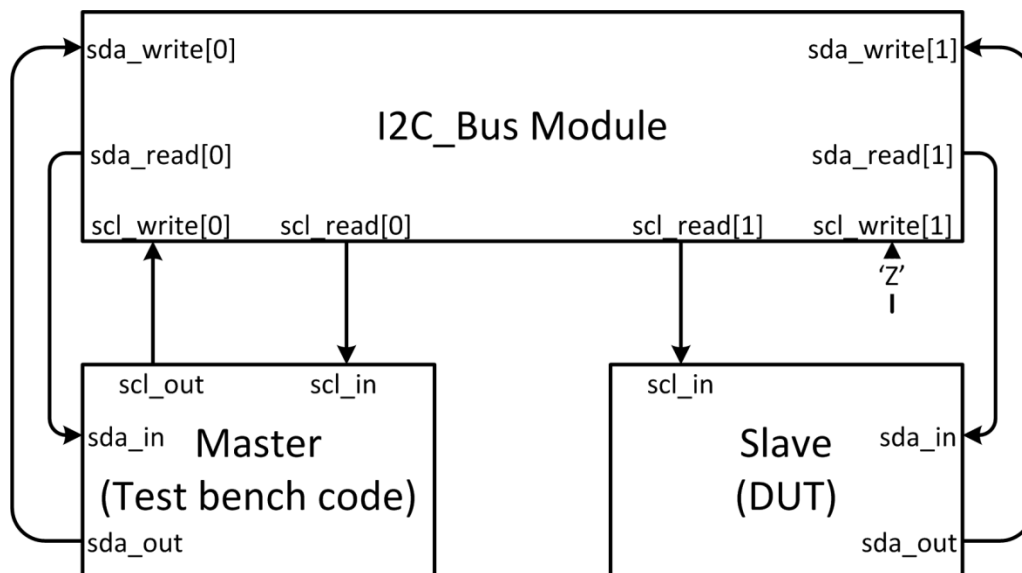 sda_write[0]
sda_write[1]
I2C_Bus Module
sda_read[0]
sda_read[1]
scl_write[0]
scl_read[0]
scl_read[1]
scl_write[1]
‘Z’
scl_out
scl_in
scl_in
sda_in
Master
(Test bench code)
sda_out
Slave
(DUT)
sda_in
sda_out